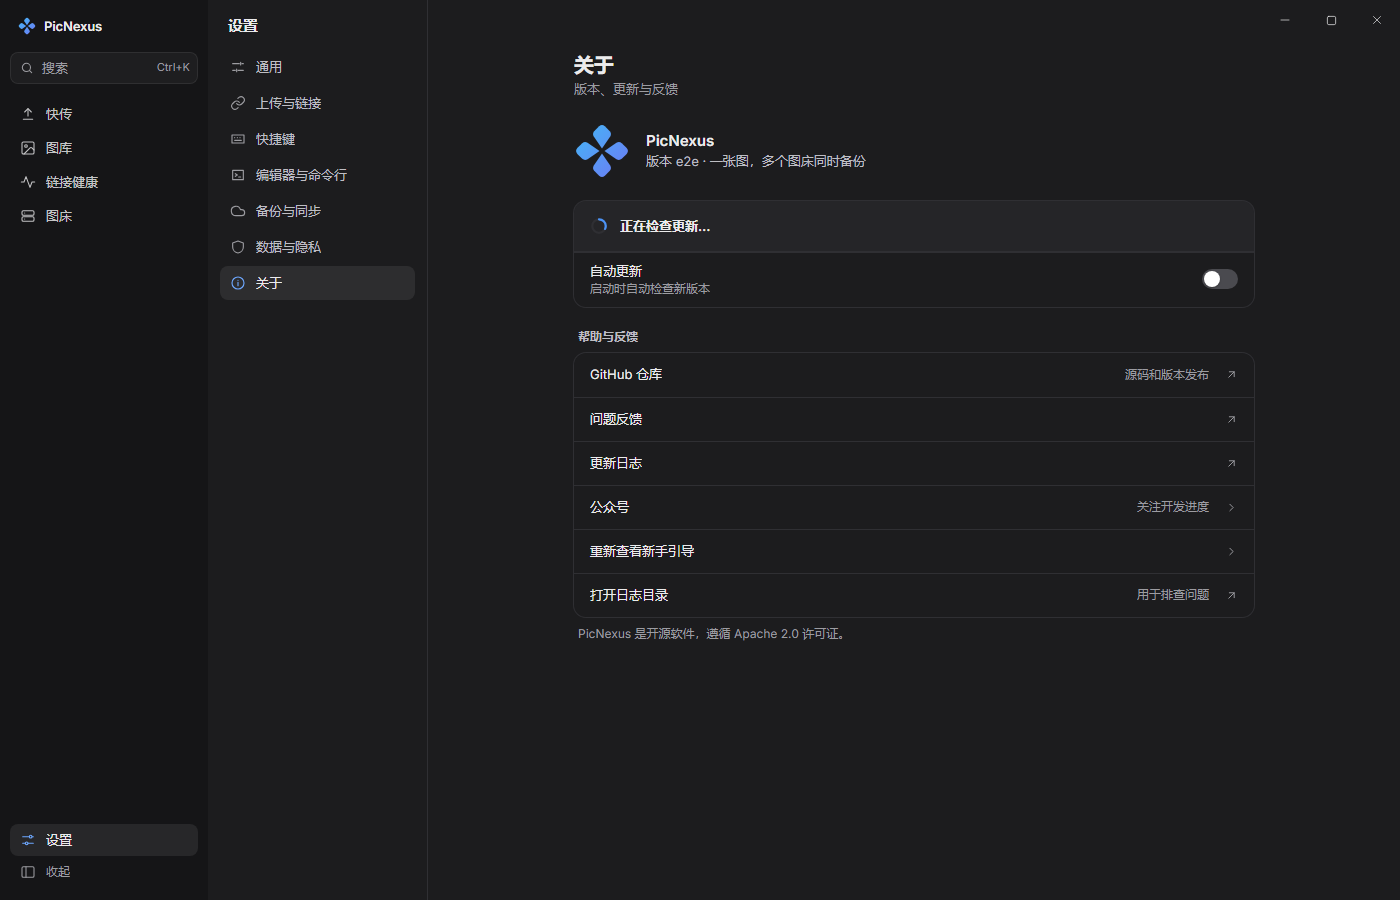 PicNexus
搜索 Ctrl+K
快传
图库
链接健康
图床
设置
收起
设置
通用
上传与链接
快捷键
编辑器与命令行
备份与同步
数据与隐私
关于
关于
版本、更新与反馈
PicNexus
版本 e2e · 一张图，多个图床同时备份
正在检查更新...
自动更新
启动时自动检查新版本
帮助与反馈
GitHub 仓库 源码和版本发布
问题反馈
更新日志
公众号 关注开发进度
重新查看新手引导
打开日志目录 用于排查问题
PicNexus 是开源软件，遵循 Apache 2.0 许可证。